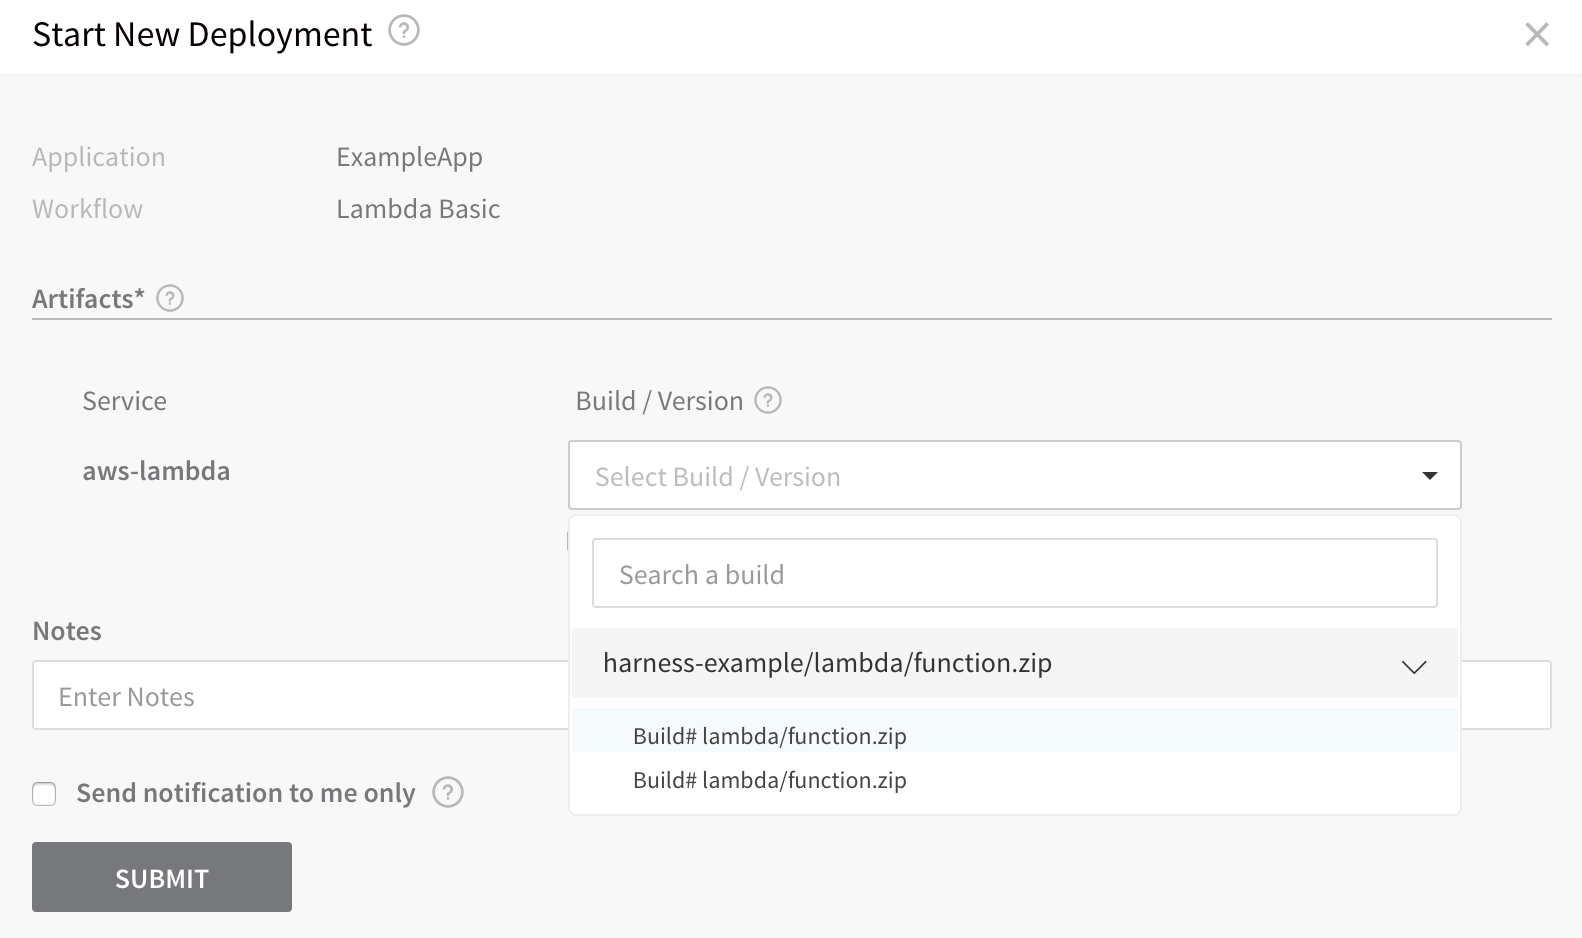 Start New Deployment ?
Application ExampleApp
Workflow Lambda Basic
Artifacts* ?
Service Build / Version ?
aws-lambda Select Build / Version
Search a build
Notes
harness-example/lambda/function.zip
Enter Notes
Build# lambda/function.zip
Build# lambda/function.zip
Send notification to me only ?
SUBMIT